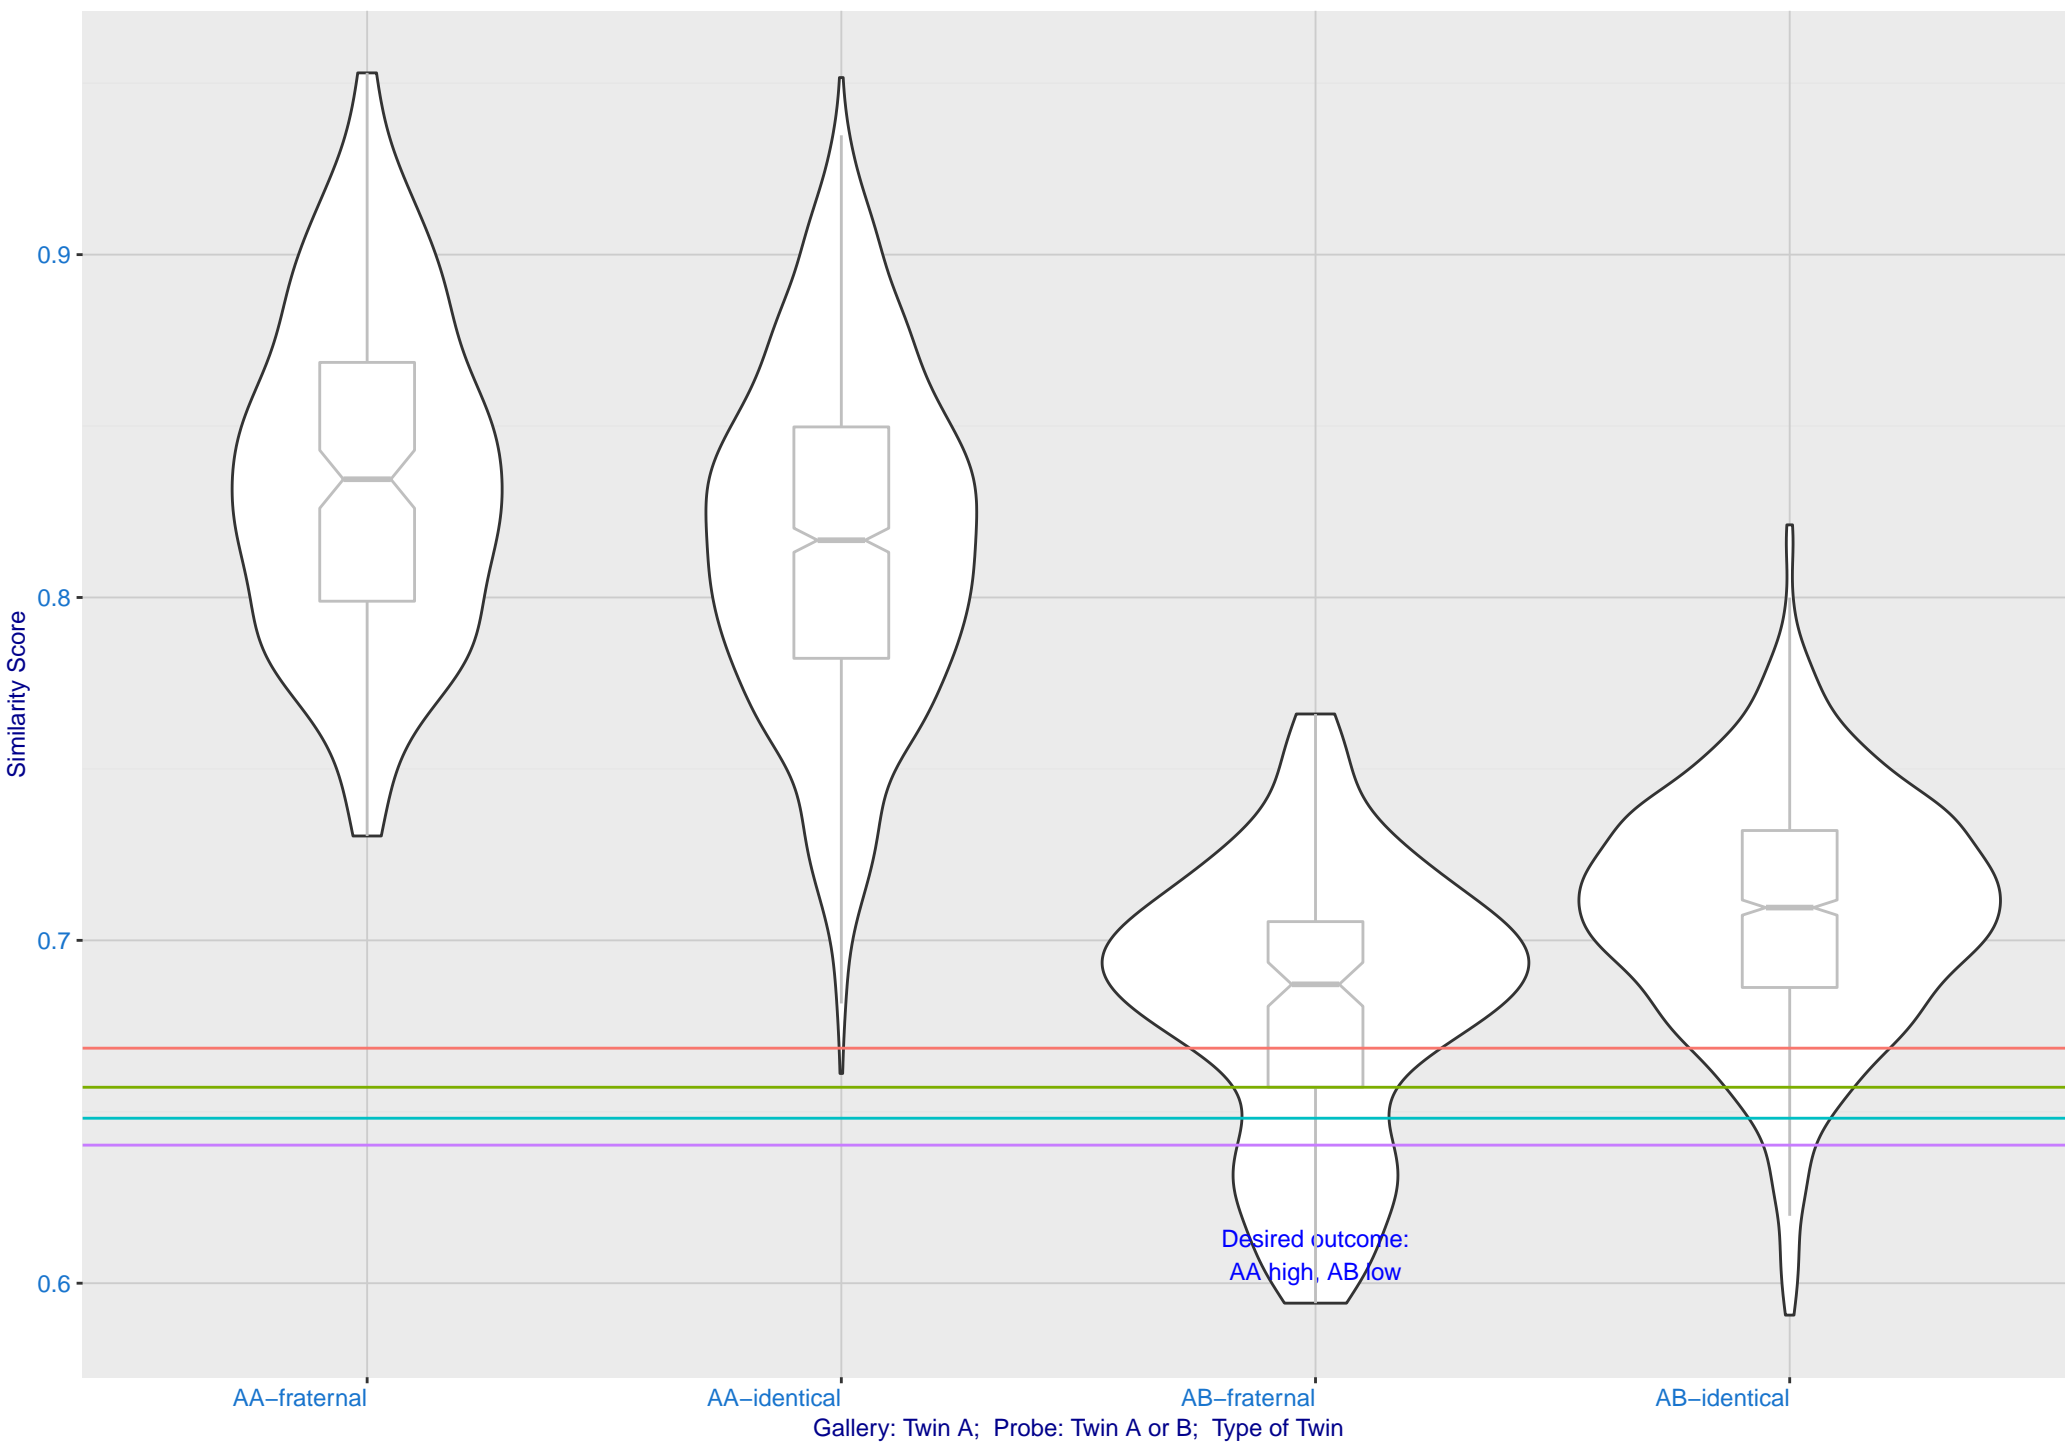 0.9
0.8
0.7
0.6
Similarity Score
Desired outcome:
AA high, AB low
AA−fraternal
AA−identical
AB−fraternal
AB−identical
Gallery: Twin A;  Probe: Twin A or B;  Type of Twin